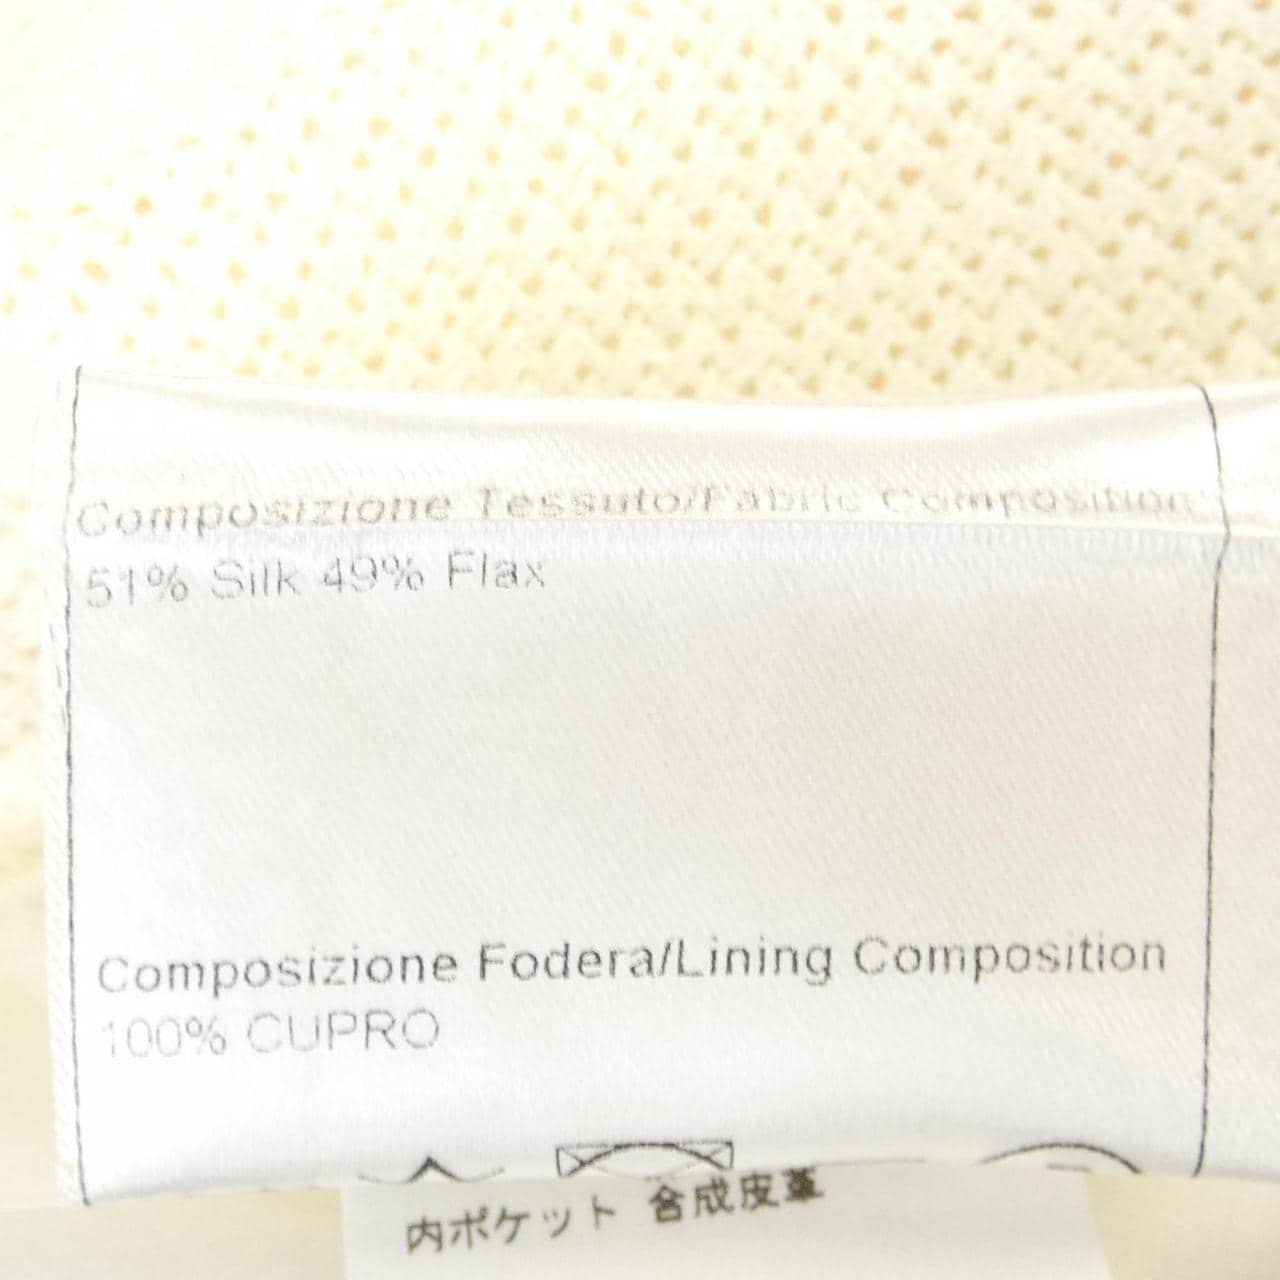 Composizione Tessuto/Fabric Composition
51% Silk 49% Flax
Composizione Fodera/Lining Composition
100% CUPRO
内ポケット 合成皮革